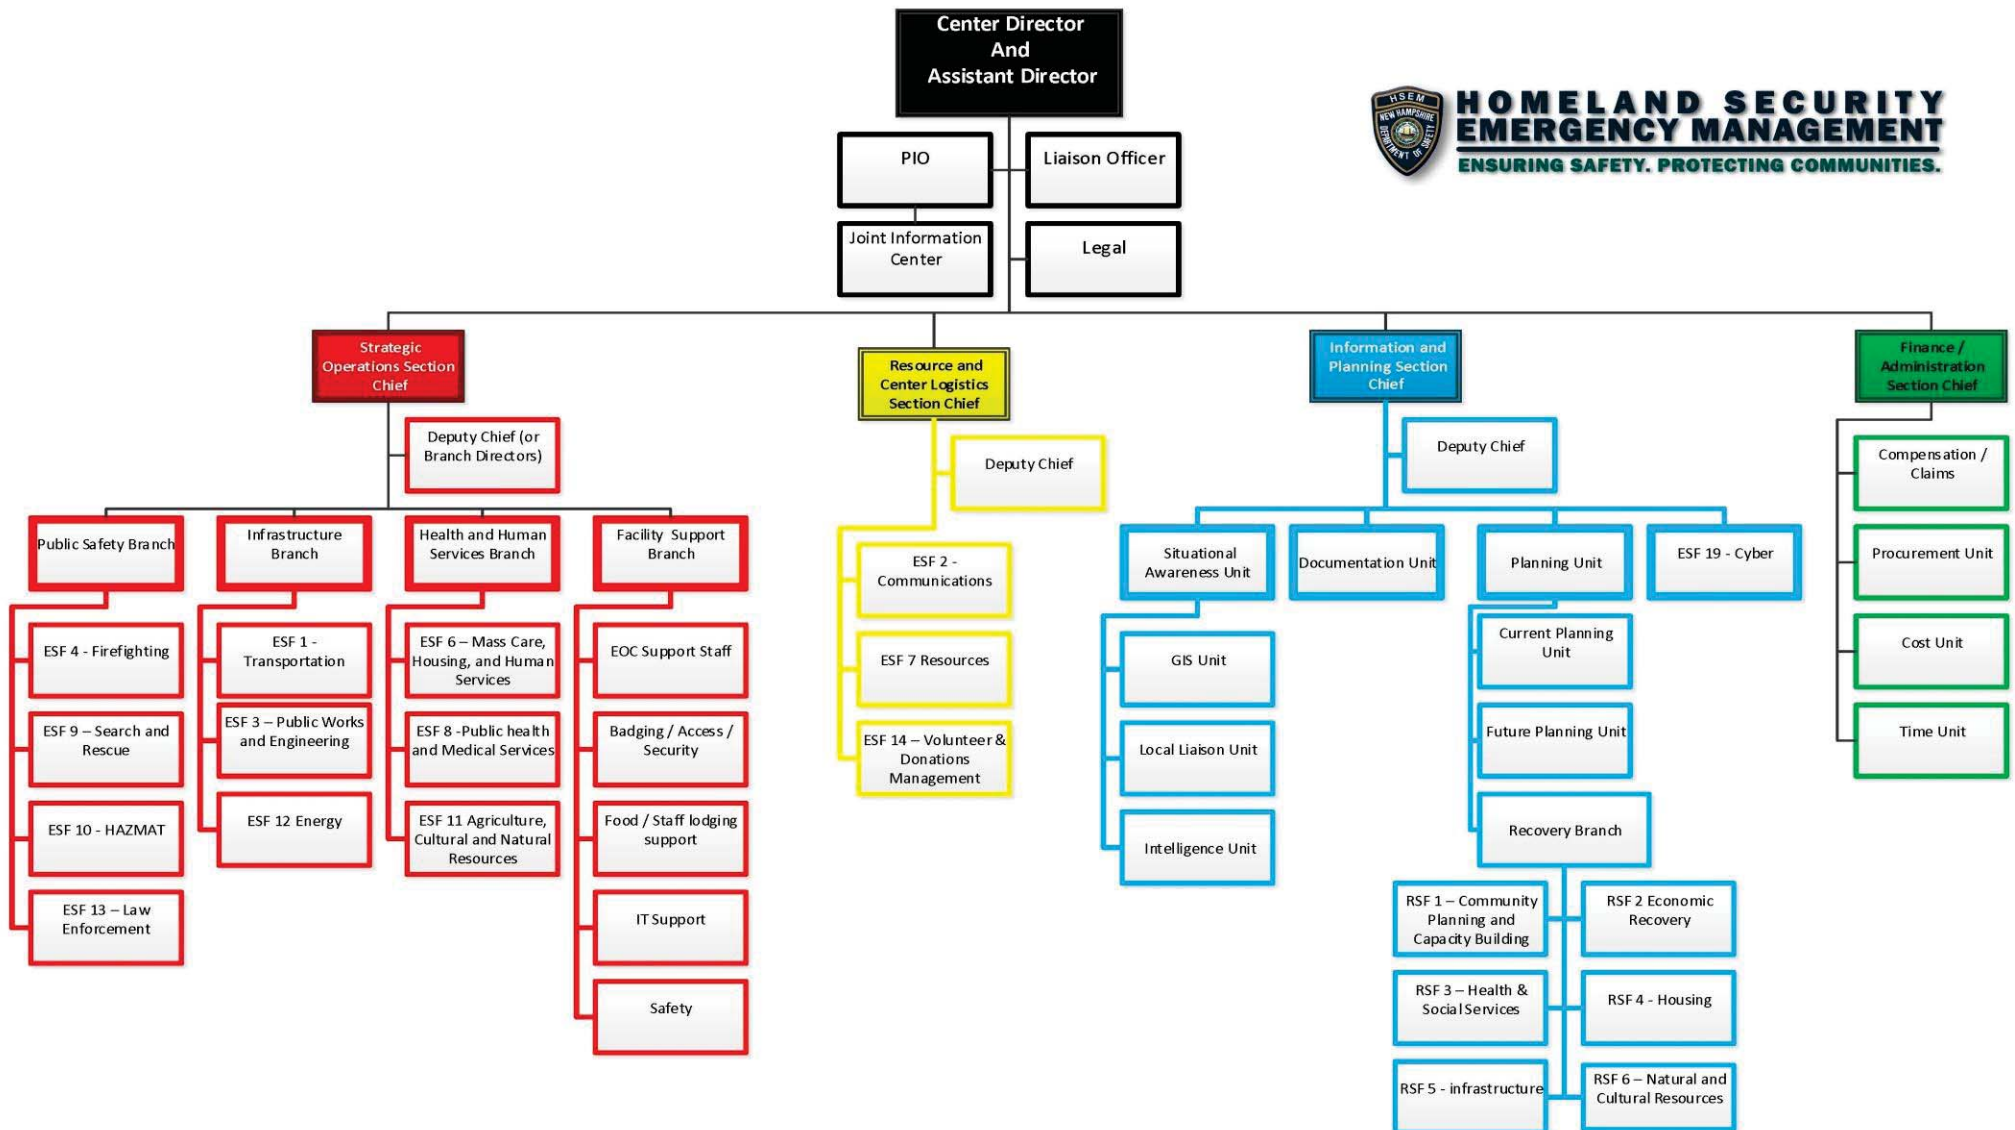 Center Director
And
Assistant Director
HSEM
NEW HAMPSHIRE
DEPARTMENT OF SAFETY
HOMELAND SECURITY
EMERGENCY MANAGEMENT
ENSURING SAFETY. PROTECTING COMMUNITIES.
PIO
Liaison Officer
Joint Information
Center
Legal
Strategic
Operations Section
Chief
Resource and
Center Logistics
Section Chief
Information and
Planning Section
Chief
Finance /
Administration
Section Chief
Deputy Chief (or
Branch Directors)
Public Safety Branch
Infrastructure
Branch
Health and Human
Services Branch
Facility Support
Branch
ESF 4 - Firefighting
ESF 9 – Search and
Rescue
ESF 10 - HAZMAT
ESF 13 – Law
Enforcement
ESF 1 -
Transportation
ESF 3 – Public Works
and Engineering
ESF 12 Energy
ESF 6 – Mass Care,
Housing, and Human
Services
ESF 8 -Public health
and Medical Services
ESF 11 Agriculture,
Cultural and Natural
Resources
EOC Support Staff
Badging / Access /
Security
Food / Staff lodging
support
IT Support
Safety
Deputy Chief
ESF 2 -
Communications
ESF 7 Resources
ESF 14 – Volunteer &
Donations
Management
Deputy Chief
Situational
Awareness Unit
Documentation Unit
Planning Unit
ESF 19 - Cyber
GIS Unit
Local Liaison Unit
Intelligence Unit
Current Planning
Unit
Future Planning Unit
Recovery Branch
RSF 1 – Community
Planning and
Capacity Building
RSF 2 Economic
Recovery
RSF 3 – Health &
Social Services
RSF 4 - Housing
RSF 5 - infrastructure
RSF 6 – Natural and
Cultural Resources
Compensation /
Claims
Procurement Unit
Cost Unit
Time Unit